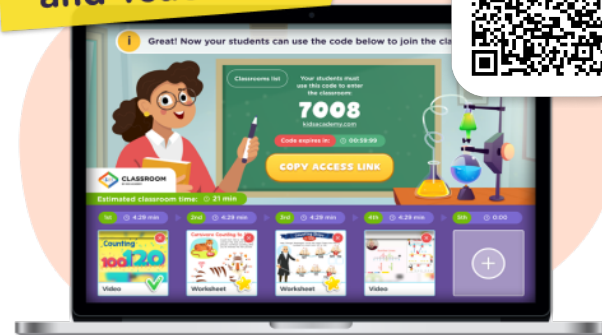 Great! Now your students can use the code below to join the cla
Classrooms list
Your students must
use this code to enter
the classroom
7008
kidsacademy.com
Code expires in: 00:59:99
COPY ACCESS LINK
CLASSROOM
Estimated classroom time: 21 min
1st 4:29 min
2nd 4:29 min
3rd 4:29 min
4th 4:29 min
5th 0:00
Counting
100 120
Video
Worksheet
Worksheet
Video